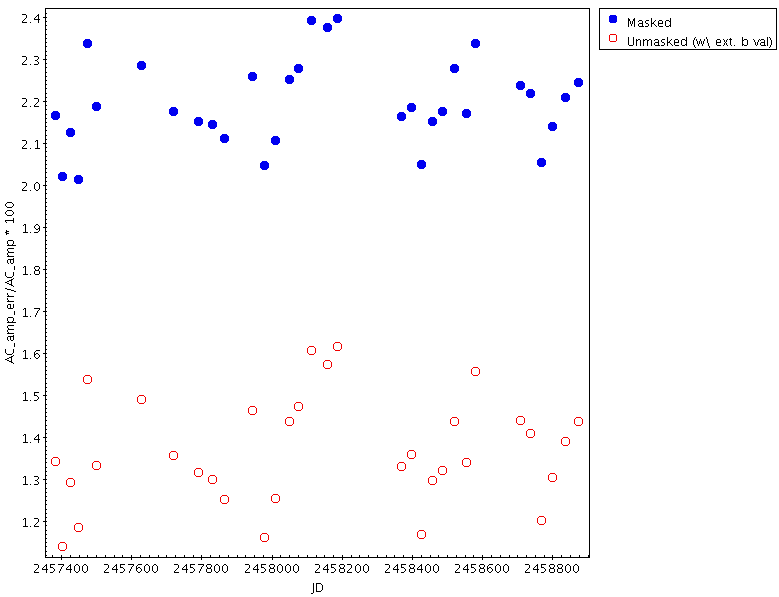 2.4
2.3
2.2
2.1
2.0
1.9
1.8
1.7
1.6
1.5
1.4
1.3
1.2
AC_amp_err/AC_amp * 100
2457400 2457600 2457800 2458000 2458200 2458400 2458600 2458800
JD
Masked
Unmasked (w\ ext. b val)